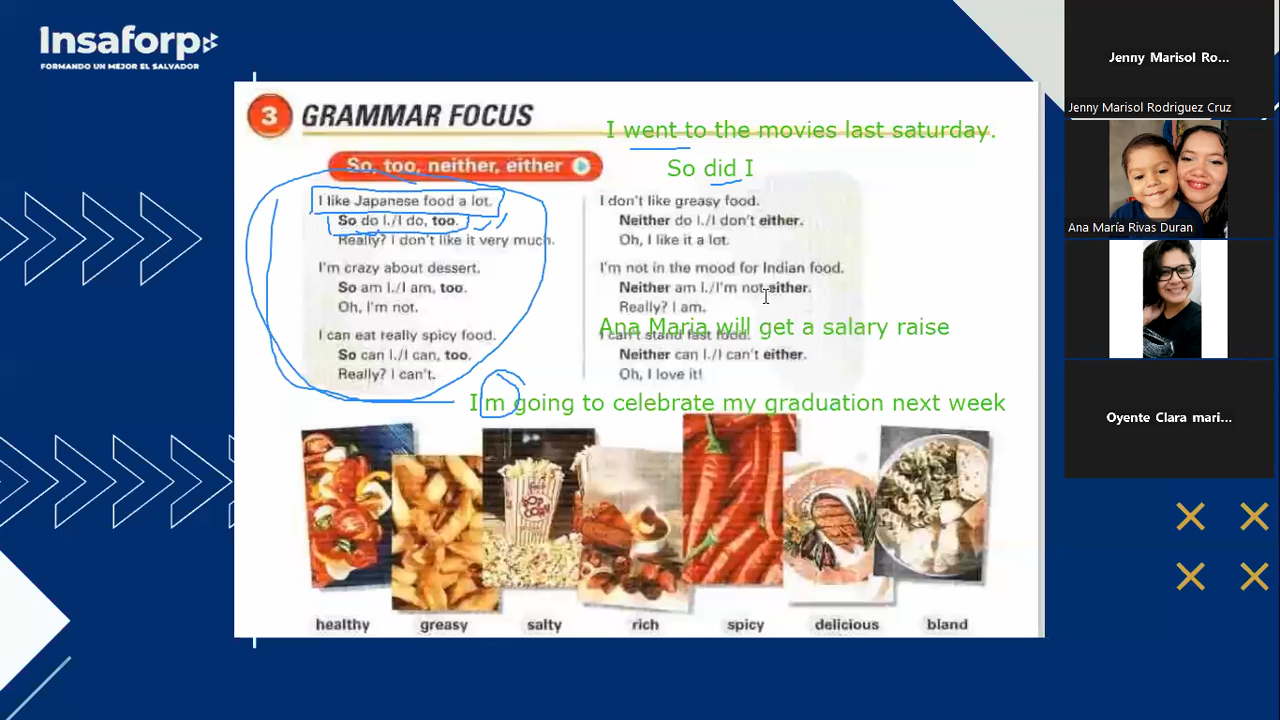 Insaforp
FORMANDO UN MEJOR EL SALVADOR
3 GRAMMAR FOCUS
I went to the movies last saturday.
So did I
So, too, neither, either
I like Japanese food a lot.
So do I./I do, too.
Really? I don't like it very much.
I'm crazy about dessert.
So am I./I am, too.
Oh, I'm not.
I can eat really spicy food.
So can I./I can, too.
Really? I can't.
I don't like greasy food.
Neither do I./I don't either.
Oh, I like it a lot.
I'm not in the mood for Indian food.
Neither am I./I'm not either.
Really? I am.
Ana Maria will get a salary raise
I can't stand fast food.
Neither can I./I can't either.
Oh, I love it!
I'm going to celebrate my graduation next week
POP CORN
healthy
greasy
salty
rich
spicy
delicious
bland
Jenny Marisol Ro...
Jenny Marisol Rodriguez Cruz
Ana María Rivas Duran
Oyente Clara mari...